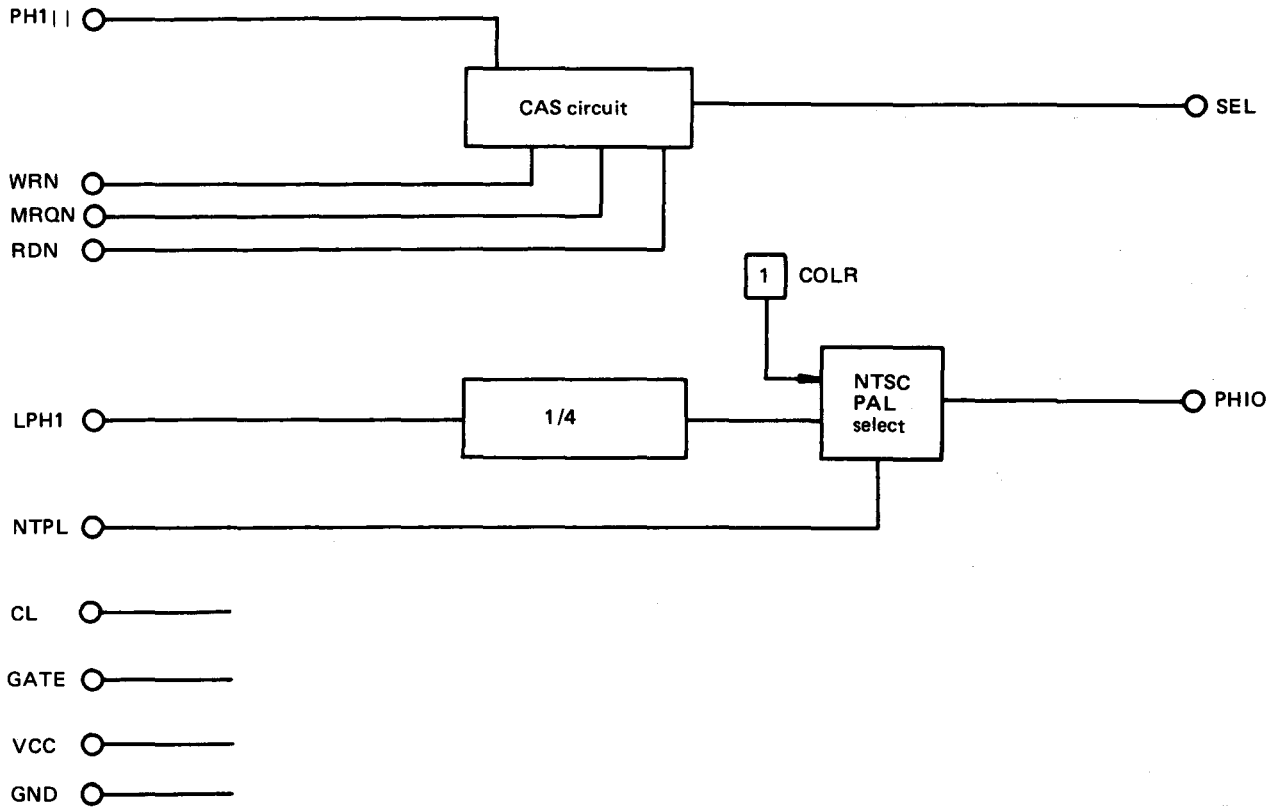 PH1||
CAS circuit
SEL
WRN
MRQN
RDN
1 COLR
NTSC
PAL
select
LPH1
1/4
PHIO
NTPL
CL
GATE
VCC
GND